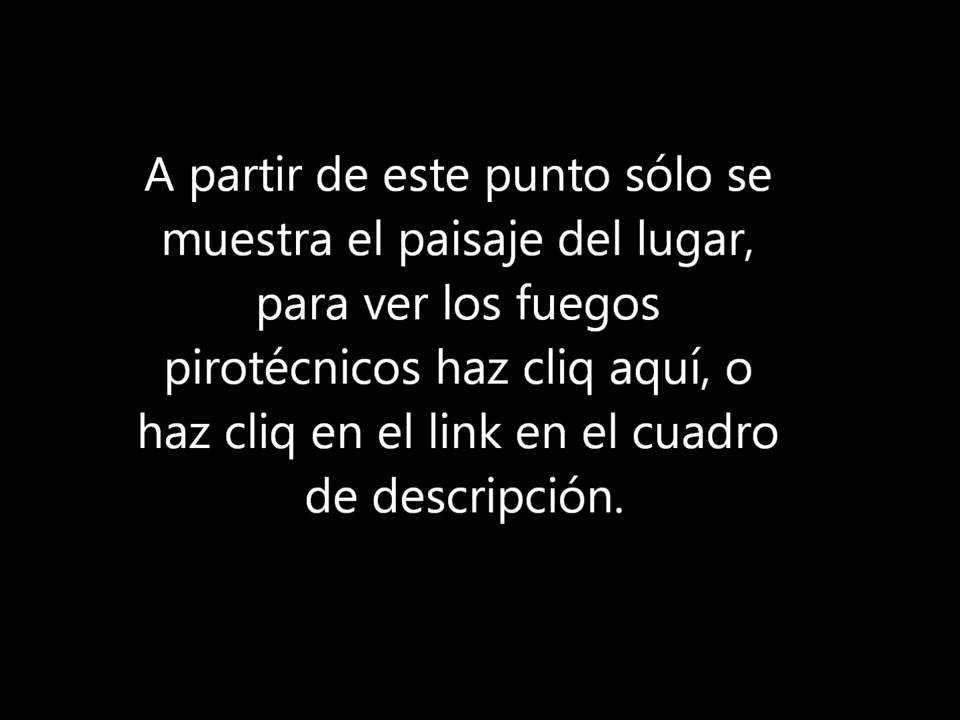 A partir de este punto sólo se
muestra el paisaje del lugar,
para ver los fuegos
pirotécnicos haz cliq aquí, o
haz cliq en el link en el cuadro
de descripción.